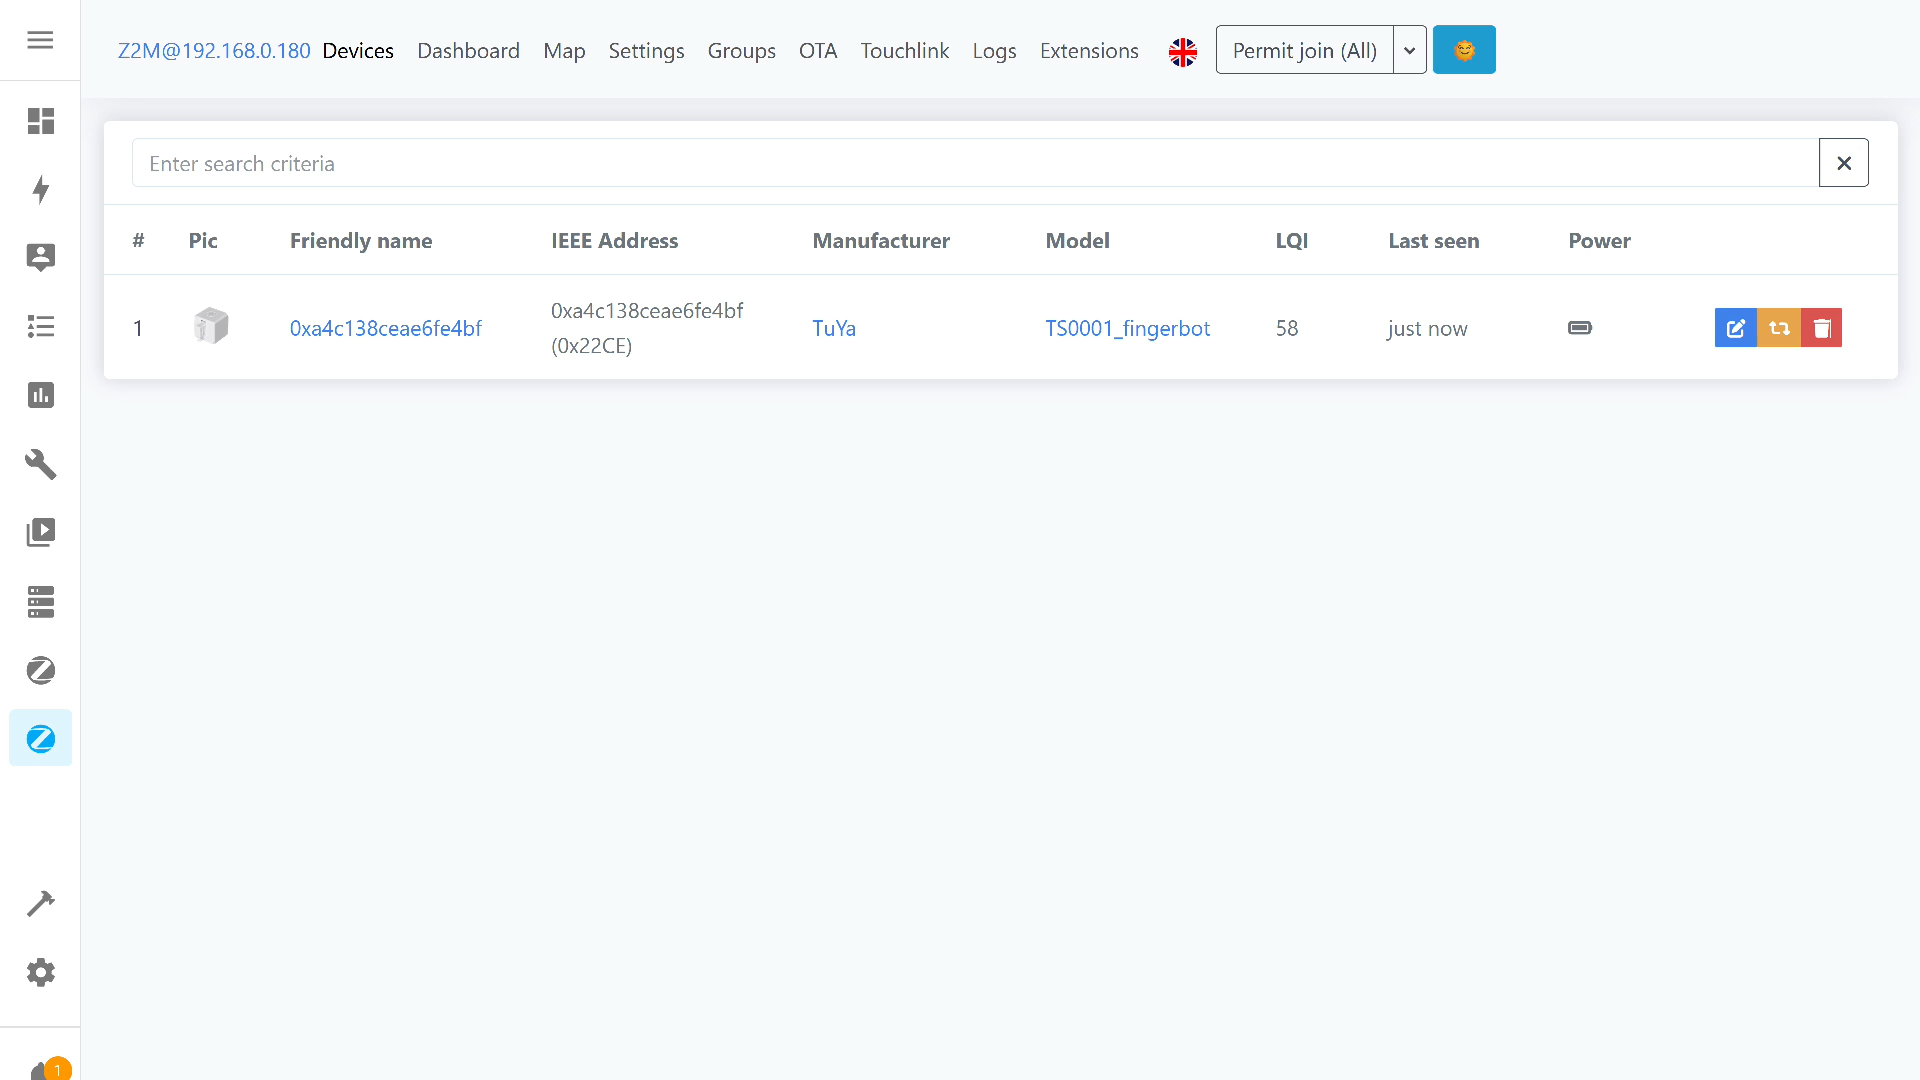 Z2M@192.168.0.180 Devices Dashboard Map Settings Groups OTA Touchlink Logs Extensions Permit join (All)
Enter search criteria
# Pic Friendly name IEEE Address Manufacturer Model LQI Last seen Power
1 0xa4c138ceae6fe4bf 0xa4c138ceae6fe4bf TuYa TS0001_fingerbot 58 just now
(0x22CE)
1